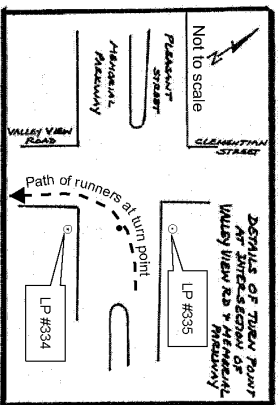 Not to scale
PLEASANT
STREET
MEMORIAL
PARKWAY
VALLEY VIEW
ROAD
CLEMENTIAN
STREET
Path of runners at turn point
DETAILS OF TURN POINT
AT INTERSECTION OF
VALLEY VIEW RD & MEMORIAL
PARKWAY
LP #335
LP #334